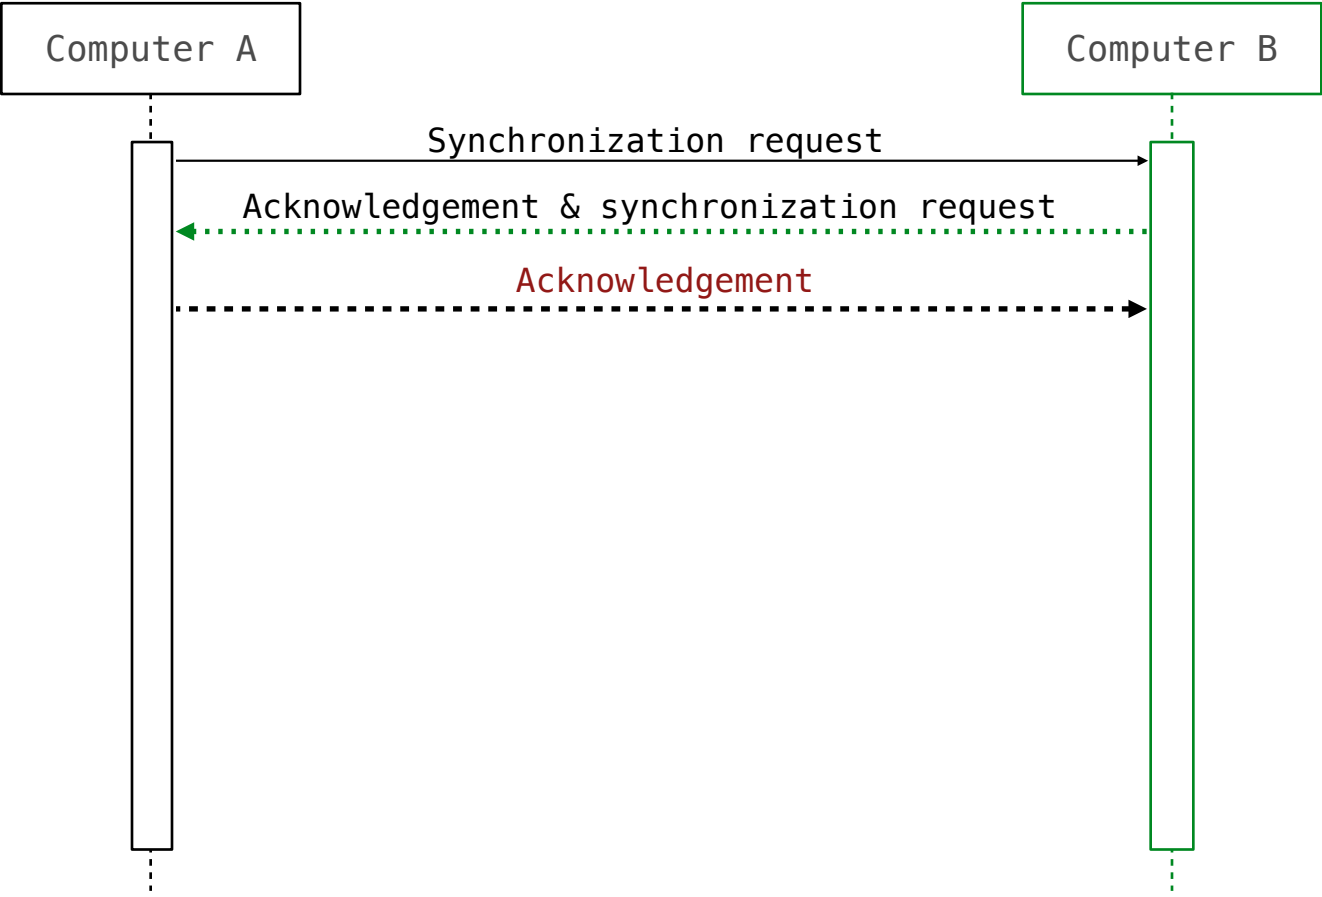 Computer A
Computer B
Synchronization request
Acknowledgement & synchronization request
Acknowledgement